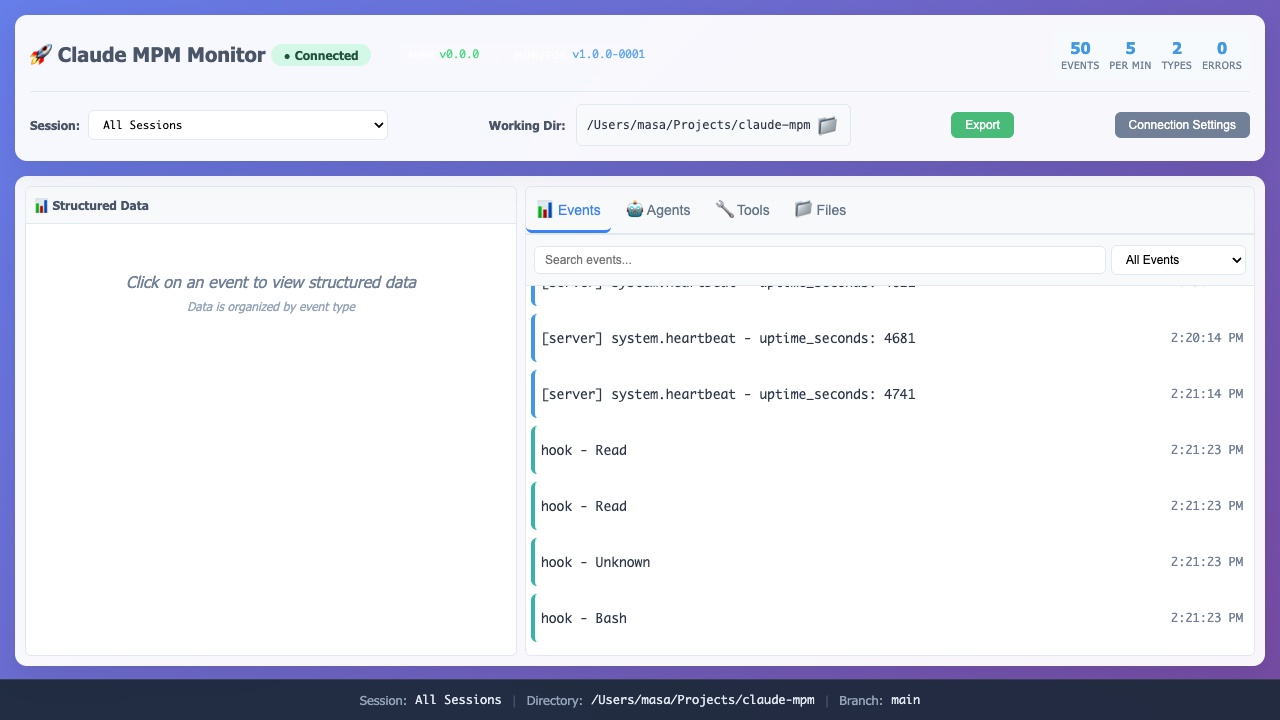 🚀 Claude MPM Monitor ● Connected v0.0.0 v1.0.0-0001
50 5 2 0
EVENTS PER MIN TYPES ERRORS
Session: All Sessions Working Dir: /Users/masa/Projects/claude-mpm 📁 Export Connection Settings
📊 Structured Data
Click on an event to view structured data
Data is organized by event type
📊 Events 🤖 Agents 🔧 Tools 📁 Files
Search events... All Events
[server] system.heartbeat - uptime_seconds:
[server] system.heartbeat - uptime_seconds: 4681 2:20:14 PM
[server] system.heartbeat - uptime_seconds: 4741 2:21:14 PM
hook - Read 2:21:23 PM
hook - Read 2:21:23 PM
hook - Unknown 2:21:23 PM
hook - Bash 2:21:23 PM
Session: All Sessions | Directory: /Users/masa/Projects/claude-mpm | Branch: main